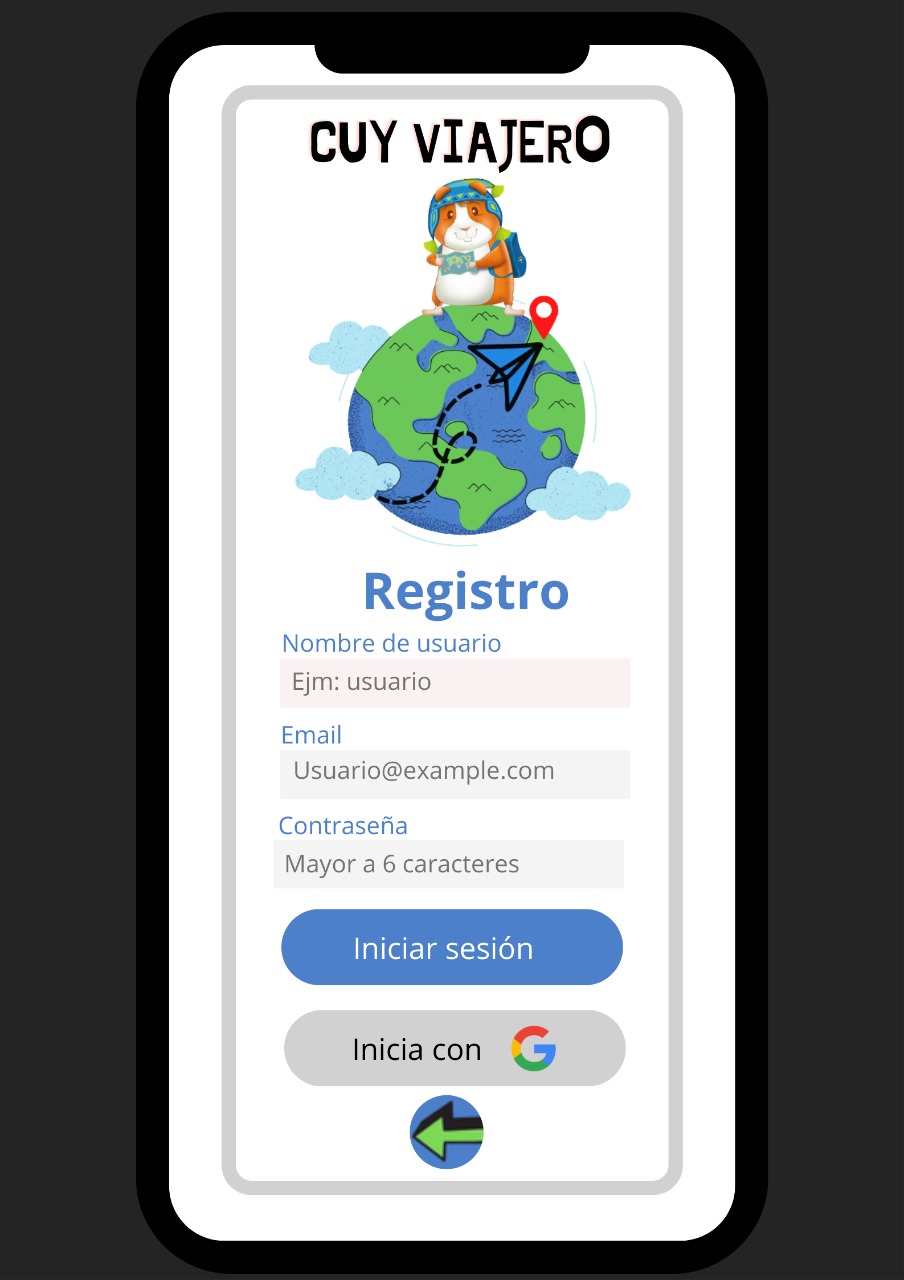 CUY VIAJERO
Registro
Nombre de usuario
Ejm: usuario
Email
Usuario@example.com
Contraseña
Mayor a 6 caracteres
Iniciar sesión
Inicia con